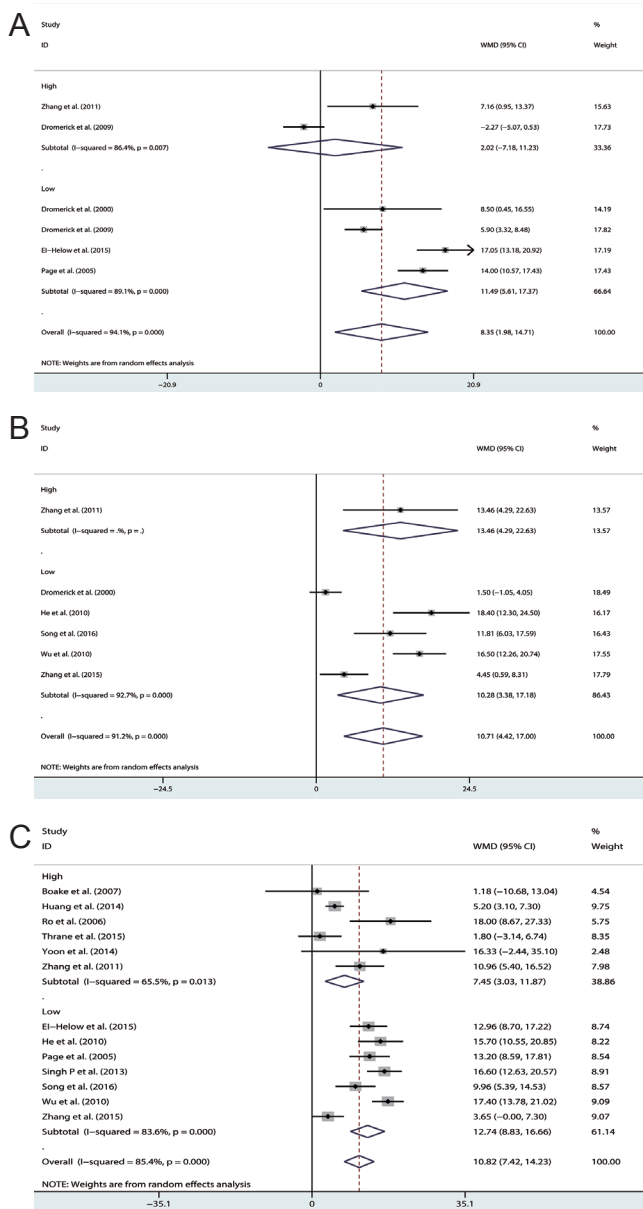 A
Study %
ID WMD (95% CI) Weight
High
Zhang et al. (2011) 7.16 (0.95, 13.37) 15.63
Dromerick et al. (2009) −2.27 (−5.07, 0.53) 17.73
Subtotal (I−squared = 86.4%, p = 0.007) 2.02 (−7.18, 11.23) 33.36
.
Low
Dromerick et al. (2000) 8.50 (0.45, 16.55) 14.19
Dromerick et al. (2009) 5.90 (3.32, 8.48) 17.82
El−Helow et al. (2015) 17.05 (13.18, 20.92) 17.19
Page et al. (2005) 14.00 (10.57, 17.43) 17.43
Subtotal (I−squared = 89.1%, p = 0.000) 11.49 (5.61, 17.37) 66.64
.
Overall (I−squared = 94.1%, p = 0.000) 8.35 (1.98, 14.71) 100.00
NOTE: Weights are from random effects analysis
−20.9 0 20.9
B
Study %
ID WMD (95% CI) Weight
High
Zhang et al. (2011) 13.46 (4.29, 22.63) 13.57
Subtotal (I−squared = .%, p = .) 13.46 (4.29, 22.63) 13.57
.
Low
Dromerick et al. (2000) 1.50 (−1.05, 4.05) 18.49
He et al. (2010) 18.40 (12.30, 24.50) 16.17
Song et al. (2016) 11.81 (6.03, 17.59) 16.43
Wu et al. (2010) 16.50 (12.26, 20.74) 17.55
Zhang et al. (2015) 4.45 (0.59, 8.31) 17.79
Subtotal (I−squared = 92.7%, p = 0.000) 10.28 (3.38, 17.18) 86.43
.
Overall (I−squared = 91.2%, p = 0.000) 10.71 (4.42, 17.00) 100.00
NOTE: Weights are from random effects analysis
−24.5 0 24.5
C
Study %
ID WMD (95% CI) Weight
High
Boake et al. (2007) 1.18 (−10.68, 13.04) 4.54
Huang et al. (2014) 5.20 (3.10, 7.30) 9.75
Ro et al. (2006) 18.00 (8.67, 27.33) 5.75
Thrane et al. (2015) 1.80 (−3.14, 6.74) 8.35
Yoon et al. (2014) 16.33 (−2.44, 35.10) 2.48
Zhang et al. (2011) 10.96 (5.40, 16.52) 7.98
Subtotal (I−squared = 65.5%, p = 0.013) 7.45 (3.03, 11.87) 38.86
.
Low
El−Helow et al. (2015) 12.96 (8.70, 17.22) 8.74
He et al. (2010) 15.70 (10.55, 20.85) 8.22
Page et al. (2005) 13.20 (8.59, 17.81) 8.54
Singh P et al. (2013) 16.60 (12.63, 20.57) 8.91
Song et al. (2016) 9.96 (5.39, 14.53) 8.57
Wu et al. (2010) 17.40 (13.78, 21.02) 9.09
Zhang et al. (2015) 3.65 (−0.00, 7.30) 9.07
Subtotal (I−squared = 83.6%, p = 0.000) 12.74 (8.83, 16.66) 61.14
.
Overall (I−squared = 85.4%, p = 0.000) 10.82 (7.42, 14.23) 100.00
NOTE: Weights are from random effects analysis
−35.1 0 35.1